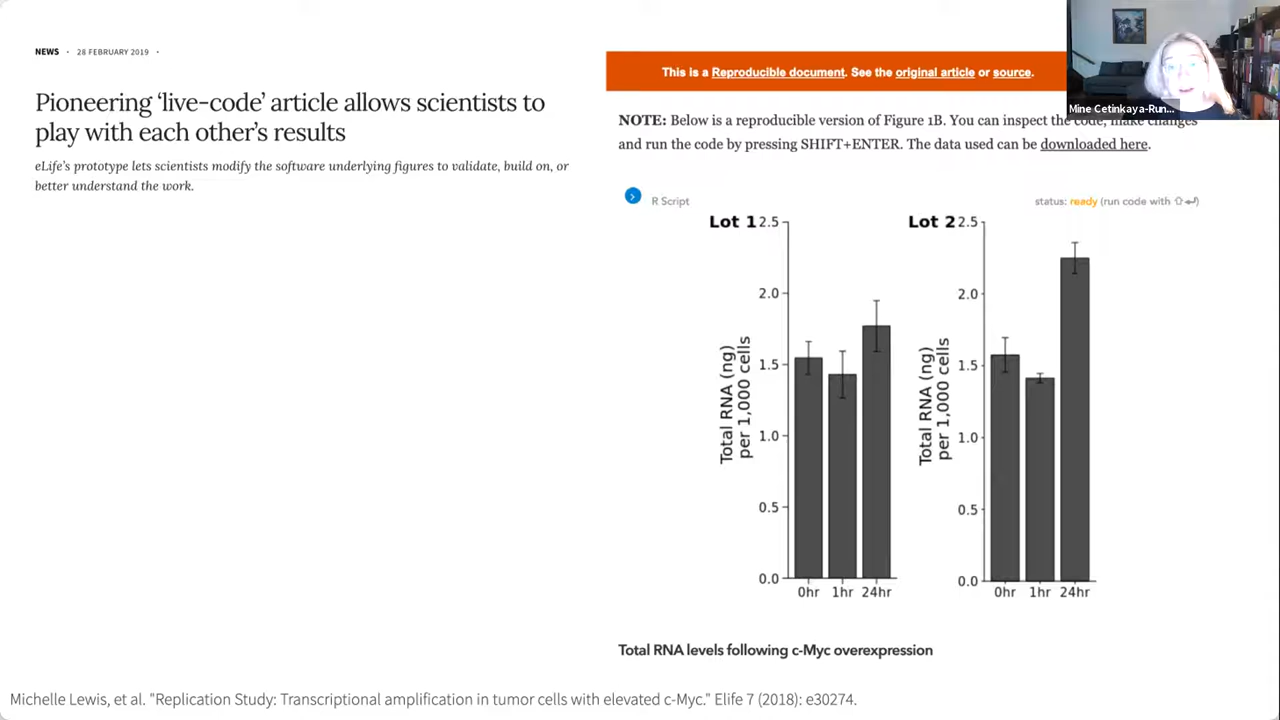 NEWS · 28 FEBRUARY 2019 ·
Pioneering ‘live-code’ article allows scientists to
play with each other’s results
eLife’s prototype lets scientists modify the software underlying figures to validate, build on, or
better understand the work.
This is a Reproducible document. See the original article or source.
Mine Cetinkaya-Run...
NOTE: Below is a reproducible version of Figure 1B. You can inspect the code, make changes
and run the code by pressing SHIFT+ENTER. The data used can be downloaded here.
R Script
status: ready (run code with ⇧⏎)
Lot 1
2.5
2.0
1.5
1.0
0.5
0.0
Total RNA (ng)
per 1,000 cells
0hr 1hr 24hr
Lot 2
2.5
2.0
1.5
1.0
0.5
0.0
Total RNA (ng)
per 1,000 cells
0hr 1hr 24hr
Total RNA levels following c-Myc overexpression
Michelle Lewis, et al. "Replication Study: Transcriptional amplification in tumor cells with elevated c-Myc." Elife 7 (2018): e30274.